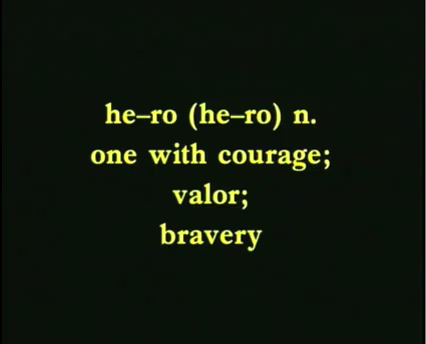 he–ro (he–ro) n.
one with courage;
valor;
bravery